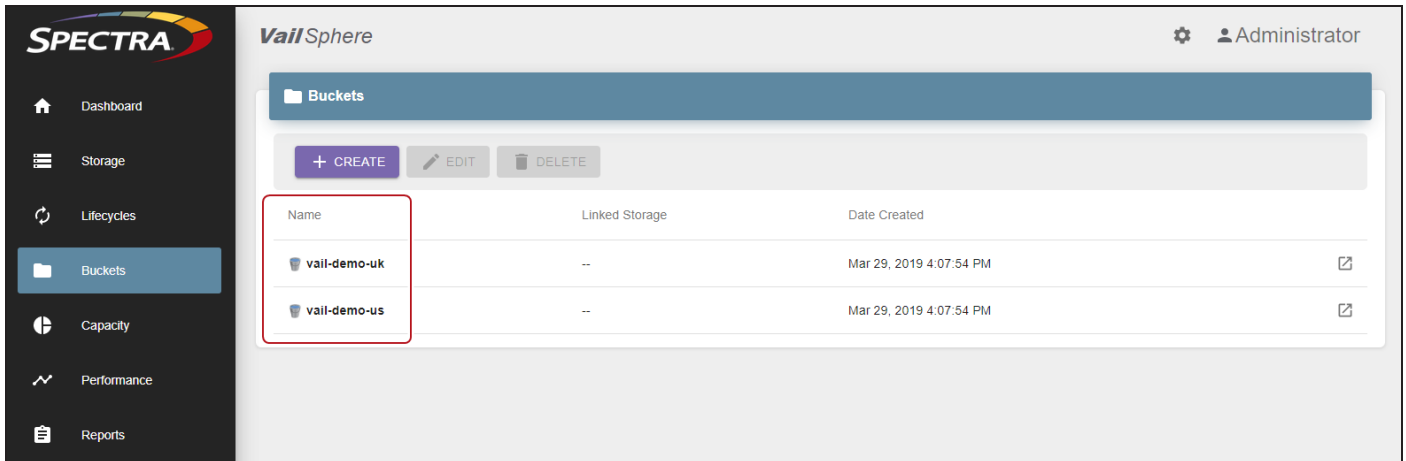 SPECTRA
Vail Sphere
Administrator
Dashboard
Storage
Lifecycles
Buckets
Capacity
Performance
Reports
Buckets
+ CREATE
EDIT
DELETE
Name Linked Storage Date Created
vail-demo-uk -- Mar 29, 2019 4:07:54 PM
vail-demo-us -- Mar 29, 2019 4:07:54 PM